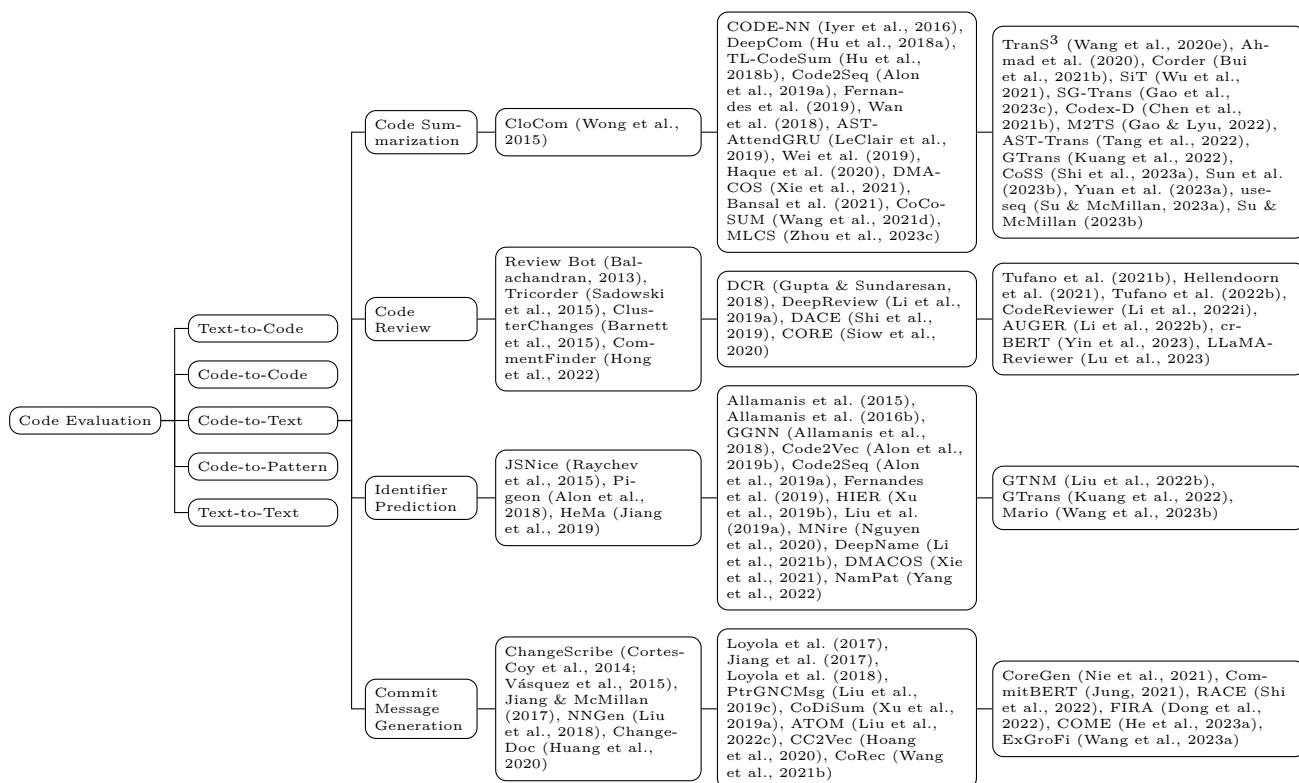 Code Evaluation
Text-to-Code
Code-to-Code
Code-to-Text
Code-to-Pattern
Text-to-Text
Code Sum-
marization
CloCom (Wong et al.,
2015)
CODE-NN (Iyer et al., 2016),
DeepCom (Hu et al., 2018a),
TL-CodeSum (Hu et al.,
2018b), Code2Seq (Alon
et al., 2019a), Fernan-
des et al. (2019), Wan
et al. (2018), AST-
AttendGRU (LeClair et al.,
2019), Wei et al. (2019),
Haque et al. (2020), DMA-
COS (Xie et al., 2021),
Bansal et al. (2021), CoCo-
SUM (Wang et al., 2021d),
MLCS (Zhou et al., 2023c)
TranS3 (Wang et al., 2020e), Ah-
mad et al. (2020), Corder (Bui
et al., 2021b), SiT (Wu et al.,
2021), SG-Trans (Gao et al.,
2023c), Codex-D (Chen et al.,
2021b), M2TS (Gao & Lyu, 2022),
AST-Trans (Tang et al., 2022),
GTrans (Kuang et al., 2022),
CoSS (Shi et al., 2023a), Sun et al.
(2023b), Yuan et al. (2023a), use-
seq (Su & McMillan, 2023a), Su &
McMillan (2023b)
Code
Review
Review Bot (Bal-
achandran, 2013),
Tricorder (Sadowski
et al., 2015), Clus-
terChanges (Barnett
et al., 2015), Com-
mentFinder (Hong
et al., 2022)
DCR (Gupta & Sundaresan,
2018), DeepReview (Li et al.,
2019a), DACE (Shi et al.,
2019), CORE (Siow et al.,
2020)
Tufano et al. (2021b), Hellendoorn
et al. (2021), Tufano et al. (2022b),
CodeReviewer (Li et al., 2022i),
AUGER (Li et al., 2022b), cr-
BERT (Yin et al., 2023), LLaMA-
Reviewer (Lu et al., 2023)
Identifier
Prediction
JSNice (Raychev
et al., 2015), Pi-
geon (Alon et al.,
2018), HeMa (Jiang
et al., 2019)
Allamanis et al. (2015),
Allamanis et al. (2016b),
GGNN (Allamanis et al.,
2018), Code2Vec (Alon et al.,
2019b), Code2Seq (Alon
et al., 2019a), Fernandes
et al. (2019), HIER (Xu
et al., 2019b), Liu et al.
(2019a), MNire (Nguyen
et al., 2020), DeepName (Li
et al., 2021b), DMACOS (Xie
et al., 2021), NamPat (Yang
et al., 2022)
GTNM (Liu et al., 2022b),
GTrans (Kuang et al., 2022),
Mario (Wang et al., 2023b)
Commit
Message
Generation
ChangeScribe (Cortes-
Coy et al., 2014;
Vásquez et al., 2015),
Jiang & McMillan
(2017), NNGen (Liu
et al., 2018), Change-
Doc (Huang et al.,
2020)
Loyola et al. (2017),
Jiang et al. (2017),
Loyola et al. (2018),
PtrGNCMsg (Liu et al.,
2019c), CoDiSum (Xu et al.,
2019a), ATOM (Liu et al.,
2022c), CC2Vec (Hoang et al.,
2020), CoRec (Wang
et al., 2021b)
CoreGen (Nie et al., 2021), Com-
mitBERT (Jung, 2021), RACE (Shi
et al., 2022), FIRA (Dong et al.,
2022), COME (He et al., 2023a),
ExGroFi (Wang et al., 2023a)